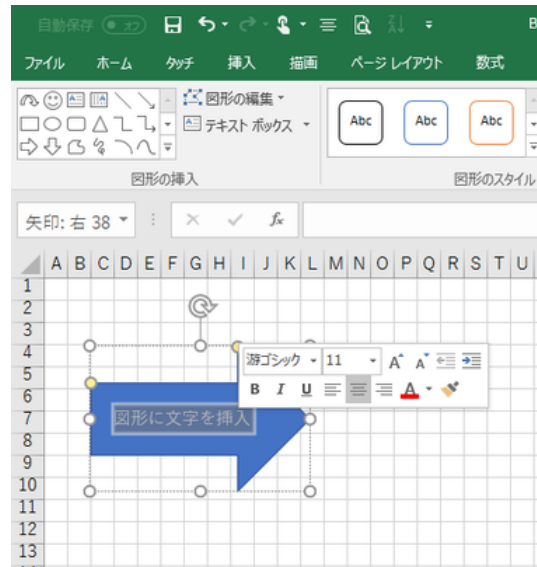 自動保存 オフ
ファイル ホーム タッチ 挿入 描画 ページ レイアウト 数式
図形の編集
テキスト ボックス
Abc Abc Abc
図形の挿入 図形のスタイル
矢印: 右 38 fx
A B C D E F G H I J K L M N O P Q R S T U
1
2
3
4
游ゴシック 11 A A
5
B I U A
6
7
図形に文字を挿入
8
9
10
11
12
13